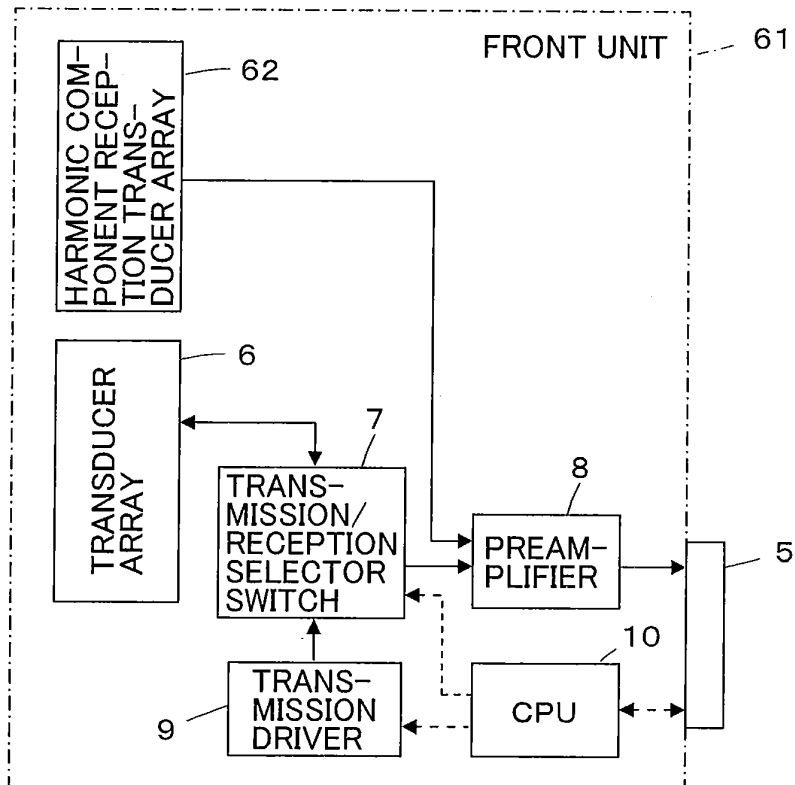 FRONT UNIT
61
62
HARMONIC COM-
PONENT RECEP-
TION TRANS-
DUCER ARRAY
6
TRANSDUCER
ARRAY
7
TRANS-
MISSION/
RECEPTION
SELECTOR
SWITCH
8
PREAM-
PLIFIER
5
9
TRANS-
MISSION
DRIVER
10
CPU